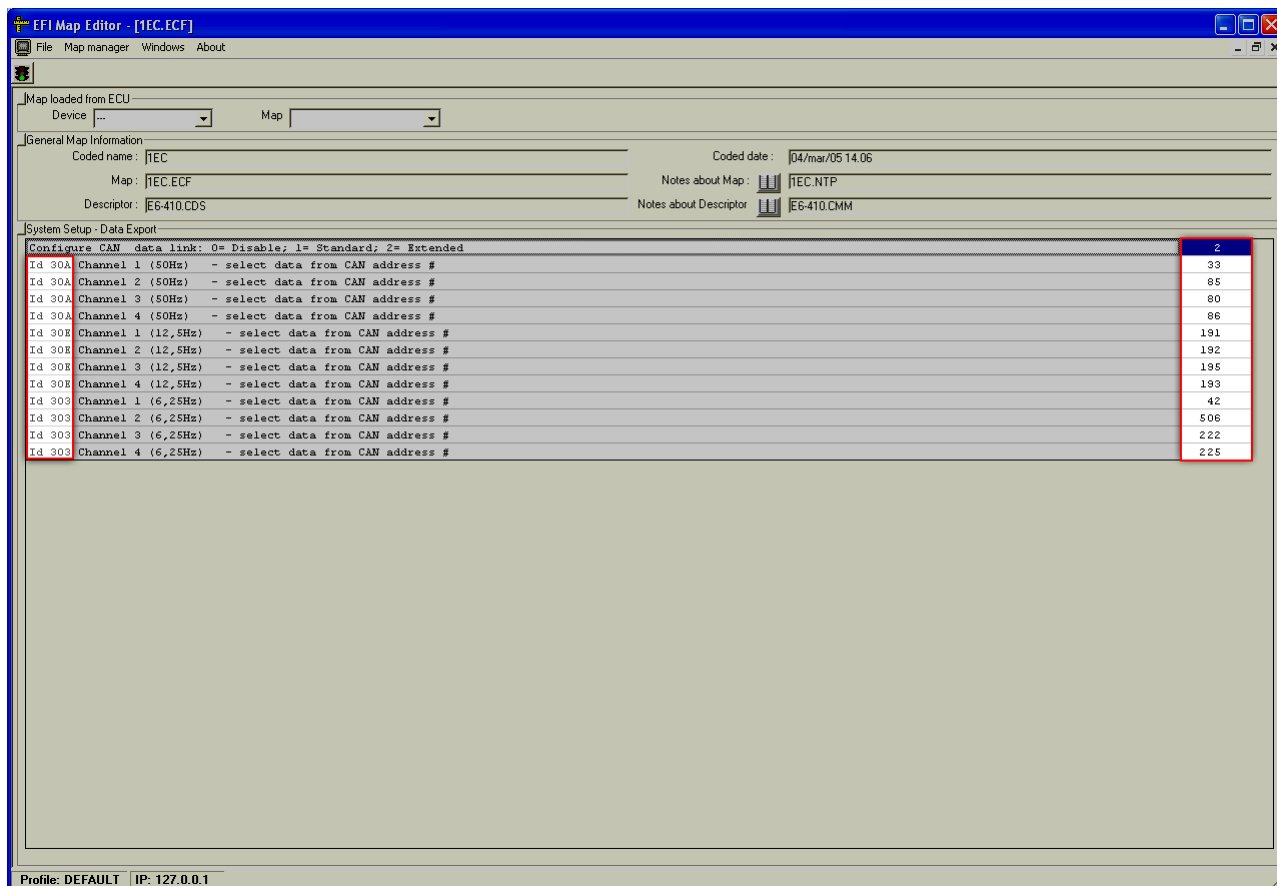 EFI Map Editor - [1EC.ECF]
File Map manager Windows About
Map loaded from ECU
Device ... Map
General Map Information
Coded name : 1EC Coded date : 04/mar/05 14.06
Map : 1EC.ECF Notes about Map : 1EC.NTP
Descriptor : E6-410.CDS Notes about Descriptor E6-410.CMM
System Setup - Data Export
Configure CAN data link: 0= Disable; 1= Standard; 2= Extended 2
Id 30A Channel 1 (50Hz) - select data from CAN address # 33
Id 30A Channel 2 (50Hz) - select data from CAN address # 85
Id 30A Channel 3 (50Hz) - select data from CAN address # 80
Id 30A Channel 4 (50Hz) - select data from CAN address # 86
Id 30E Channel 1 (12,5Hz) - select data from CAN address # 191
Id 30E Channel 2 (12,5Hz) - select data from CAN address # 192
Id 30E Channel 3 (12,5Hz) - select data from CAN address # 195
Id 30E Channel 4 (12,5Hz) - select data from CAN address # 193
Id 303 Channel 1 (6,25Hz) - select data from CAN address # 42
Id 303 Channel 2 (6,25Hz) - select data from CAN address # 506
Id 303 Channel 3 (6,25Hz) - select data from CAN address # 222
Id 303 Channel 4 (6,25Hz) - select data from CAN address # 225
Profile: DEFAULT IP: 127.0.0.1